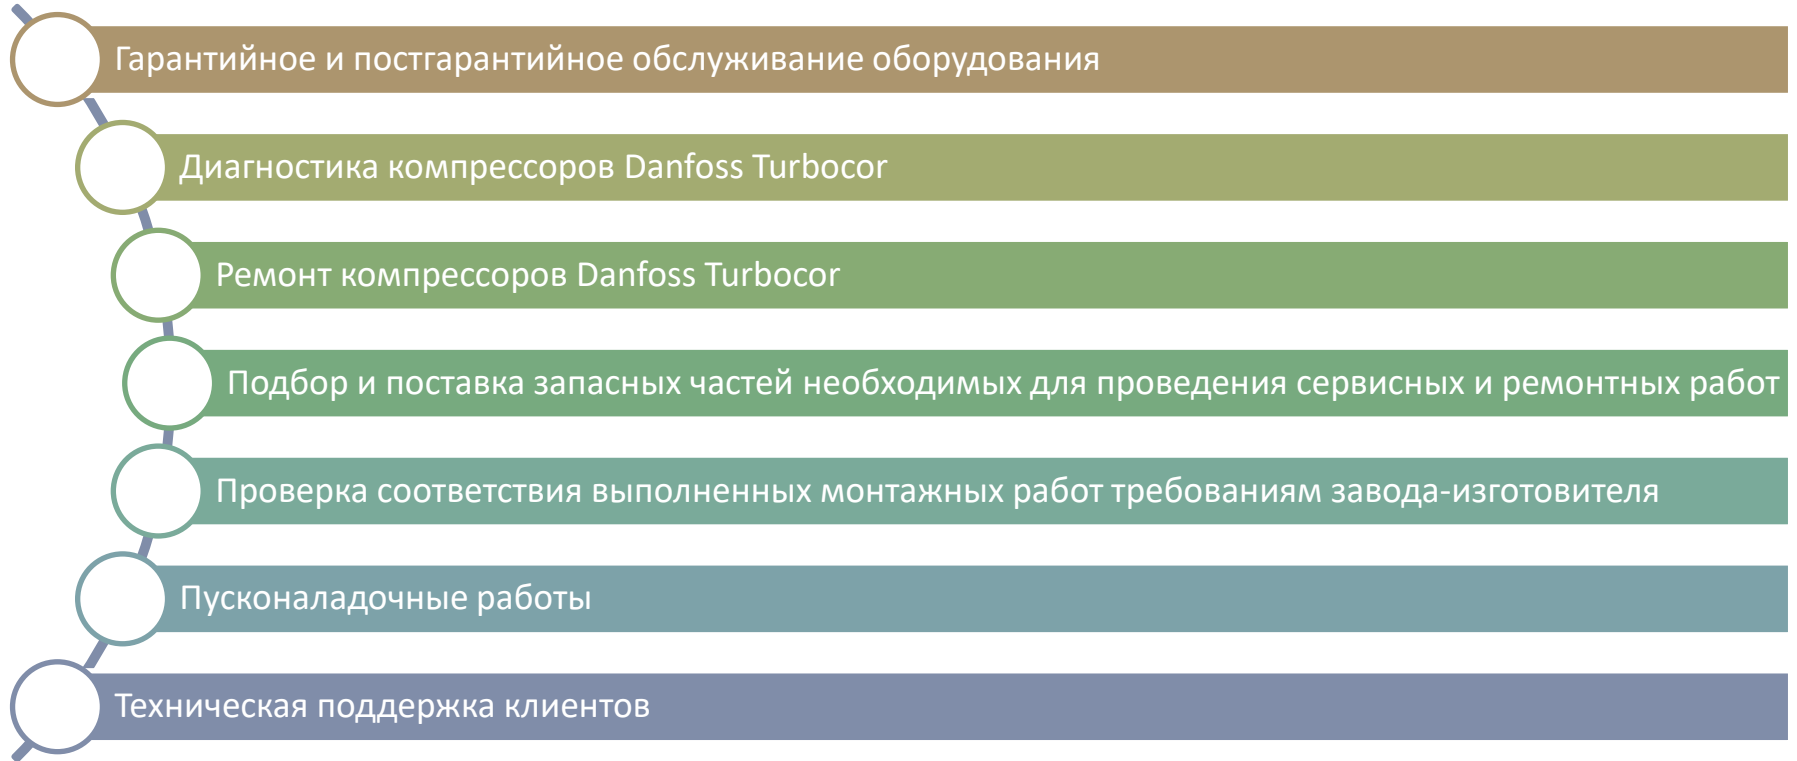 Гарантийное и постгарантийное обслуживание оборудования
Диагностика компрессоров Danfoss Turbocor
Ремонт компрессоров Danfoss Turbocor
Подбор и поставка запасных частей необходимых для проведения сервисных и ремонтных работ
Проверка соответствия выполненных монтажных работ требованиям завода-изготовителя
Пусконаладочные работы
Техническая поддержка клиентов